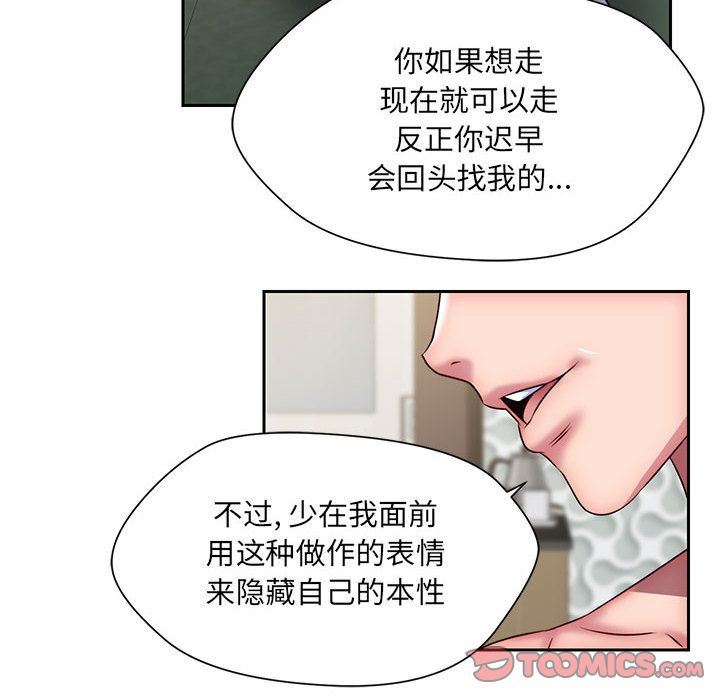 你如果想走
现在就可以走
反正你迟早
会回头找我的...
不过, 少在我面前
用这种做作的表情
来隐藏自己的本性
TOOMICS.com